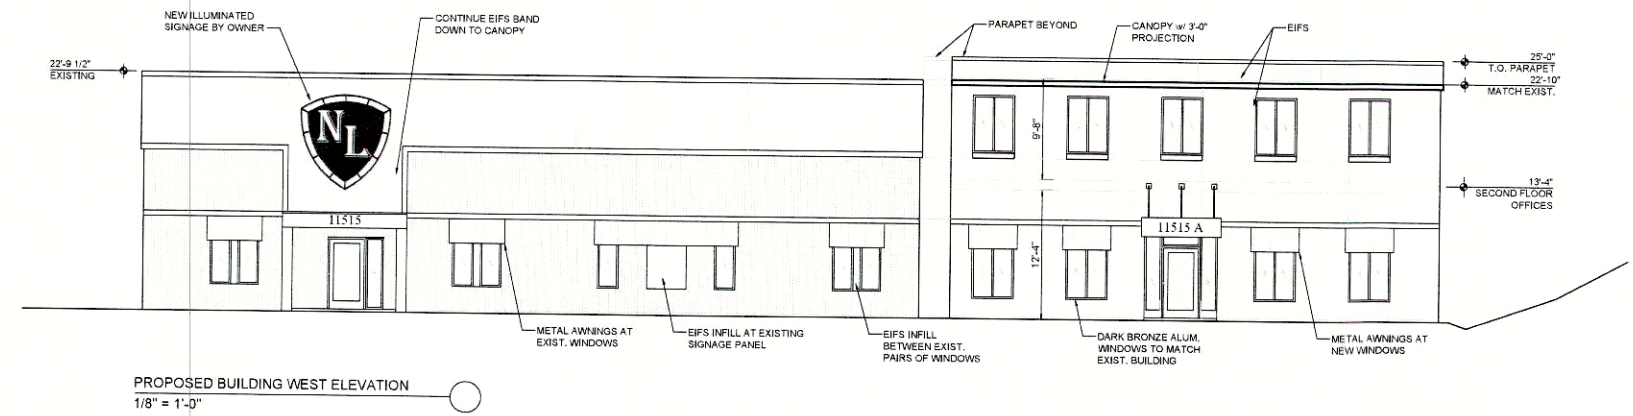 NEW ILLUMINATED
SIGNAGE BY OWNER
CONTINUE EIFS BAND
DOWN TO CANOPY
PARAPET BEYOND
CANOPY w/ 3'-0"
PROJECTION
EIFS
22'-9 1/2"
EXISTING
25'-0"
T.O. PARAPET
22'-10"
MATCH EXIST.
NL
9'-8"
13'-4"
SECOND FLOOR
OFFICES
11515
11515 A
12'-4"
METAL AWNINGS AT
EXIST. WINDOWS
EIFS INFILL AT EXISTING
SIGNAGE PANEL
EIFS INFILL
BETWEEN EXIST.
PAIRS OF WINDOWS
DARK BRONZE ALUM.
WINDOWS TO MATCH
EXIST. BUILDING
METAL AWNINGS AT
NEW WINDOWS
PROPOSED BUILDING WEST ELEVATION
1/8" = 1'-0"